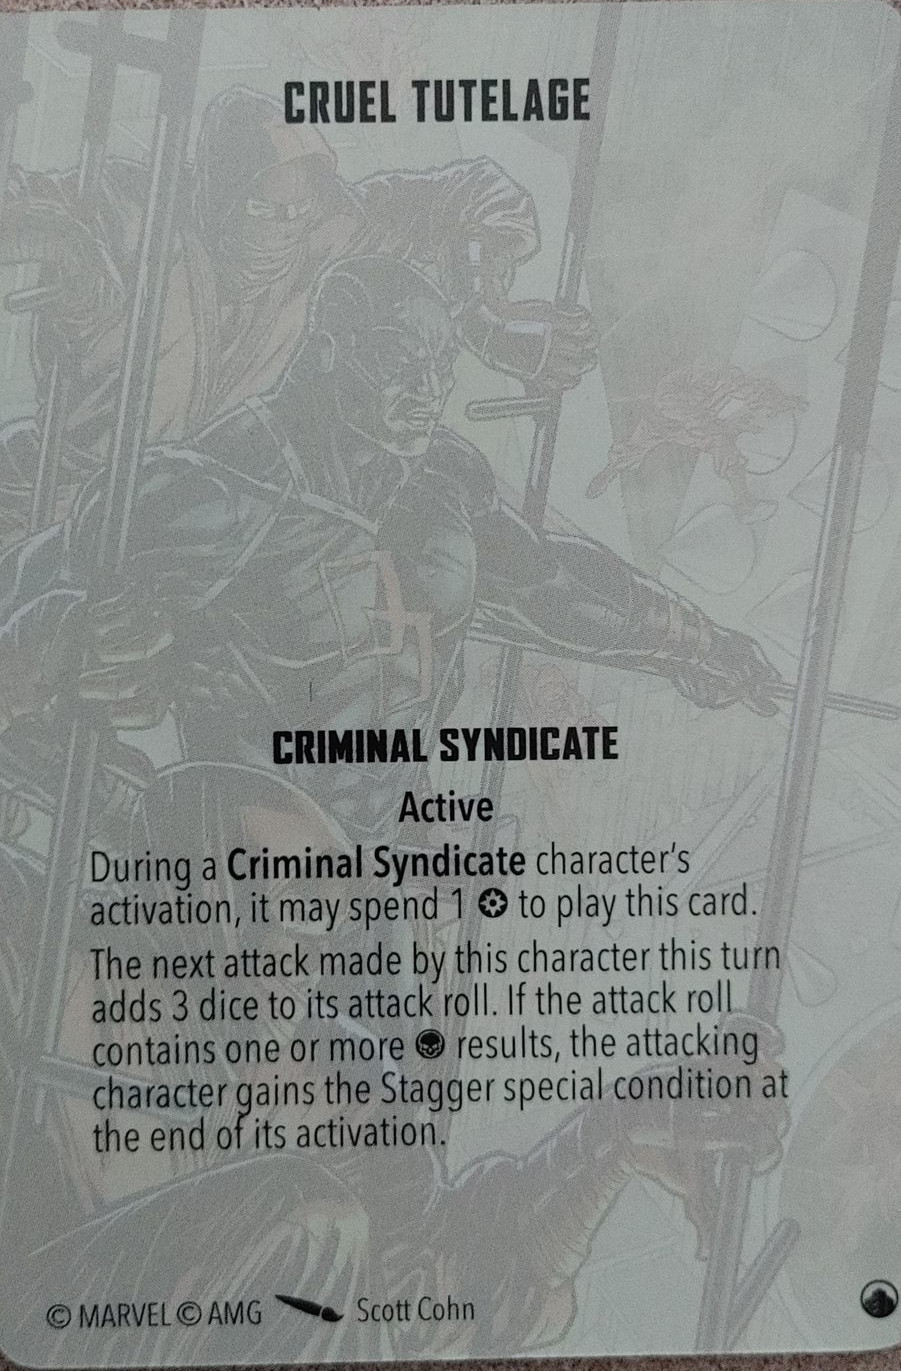 CRUEL TUTELAGE
CRIMINAL SYNDICATE
Active
During a Criminal Syndicate character's
activation, it may spend 1 to play this card.
The next attack made by this character this turn
adds 3 dice to its attack roll. If the attack roll
contains one or more results, the attacking
character gains the Stagger special condition at
the end of its activation.
© MARVEL © AMG Scott Cohn